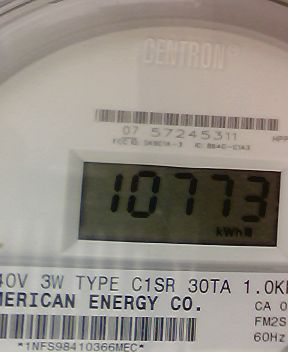 CENTRON®
07 57245311
10773
kWh
40V 3W TYPE C1SR 30TA 1.0K
MERICAN ENERGY CO.
CA 0
FM2S
60Hz
*1NFS98410366MEC*